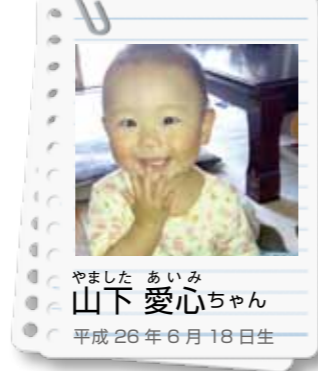 やました あいみ
山下 愛心ちゃん
平成 26 年 6 月 18 日生